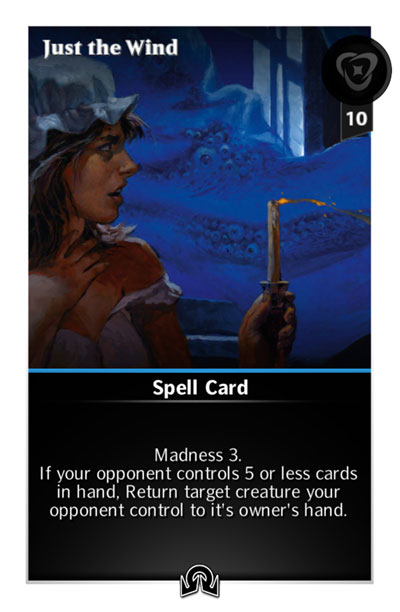 Just the Wind
10
Spell Card
Madness 3.
If your opponent controls 5 or less cards
in hand, Return target creature your
opponent control to it's owner's hand.